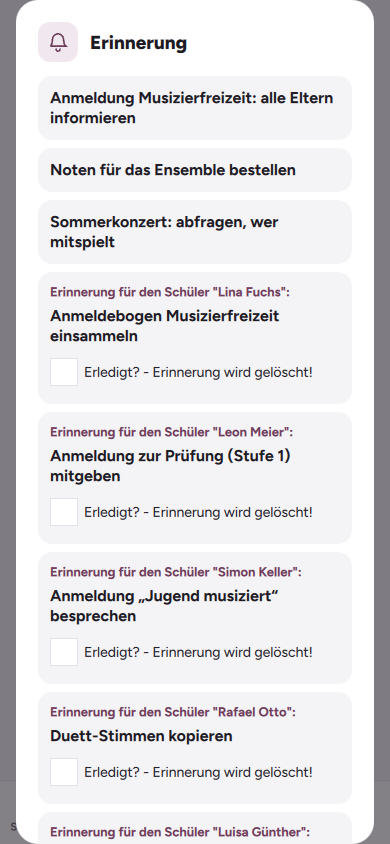 Erinnerung
Anmeldung Musizierfreizeit: alle Eltern
informieren
Noten für das Ensemble bestellen
Sommerkonzert: abfragen, wer
mitspielt
Erinnerung für den Schüler "Lina Fuchs":
Anmeldebogen Musizierfreizeit
einsammeln
Erledigt? - Erinnerung wird gelöscht!
Erinnerung für den Schüler "Leon Meier":
Anmeldung zur Prüfung (Stufe 1)
mitgeben
Erledigt? - Erinnerung wird gelöscht!
Erinnerung für den Schüler "Simon Keller":
Anmeldung „Jugend musiziert“
besprechen
Erledigt? - Erinnerung wird gelöscht!
Erinnerung für den Schüler "Rafael Otto":
Duett-Stimmen kopieren
Erledigt? - Erinnerung wird gelöscht!
Erinnerung für den Schüler "Luisa Günther":